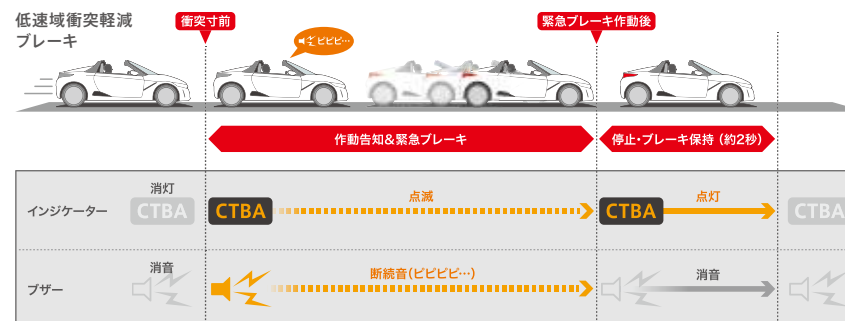 低速域衝突軽減
ブレーキ
衝突寸前
緊急ブレーキ作動後
ピピピ…
作動告知&緊急ブレーキ
停止・ブレーキ保持（約2秒）
インジケーター
消灯
CTBA
CTBA
点滅
CTBA
点灯
CTBA
ブザー
消音
断続音(ピピピピ…)
消音